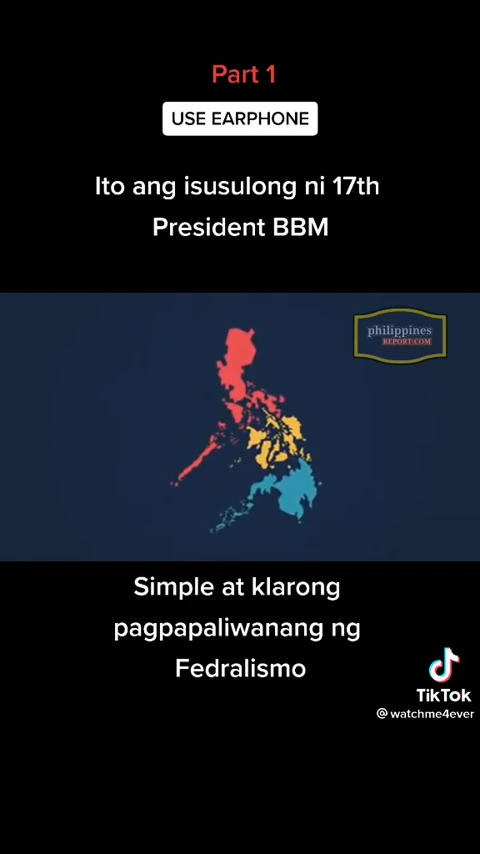 Part 1
USE EARPHONE
Ito ang isusulong ni 17th
President BBM
philippines
REPORT.COM
Simple at klarong
pagpapaliwanang ng
Fedralismo
TikTok
@ watchme4ever